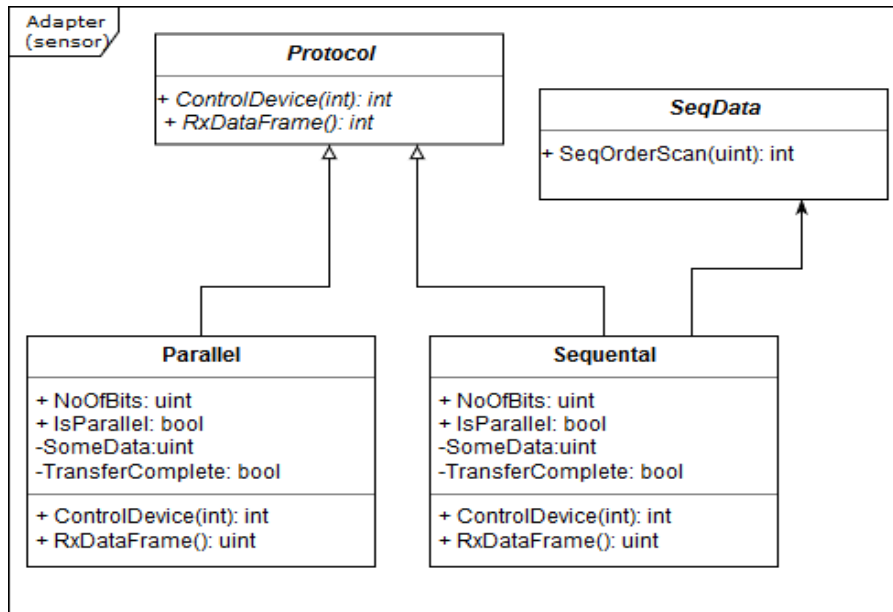 Adapter
(sensor)
Protocol
+ ControlDevice(int): int
+ RxDataFrame(): int
SeqData
+ SeqOrderScan(uint): int
Parallel
+ NoOfBits: uint
+ IsParallel: bool
-SomeData:uint
-TransferComplete: bool
+ ControlDevice(int): int
+ RxDataFrame(): uint
Sequental
+ NoOfBits: uint
+ IsParallel: bool
-SomeData:uint
-TransferComplete: bool
+ ControlDevice(int): int
+ RxDataFrame(): uint